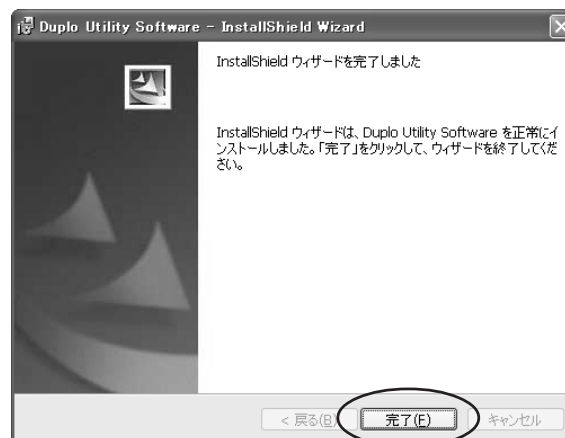 Duplo Utility Software - InstallShield Wizard
InstallShield ウィザードを完了しました
InstallShield ウィザードは、Duplo Utility Software を正常にイ
ンストールしました。「完了」をクリックして、ウィザードを終了してくだ
さい。
< 戻る(B)
完了(F)
キャンセル